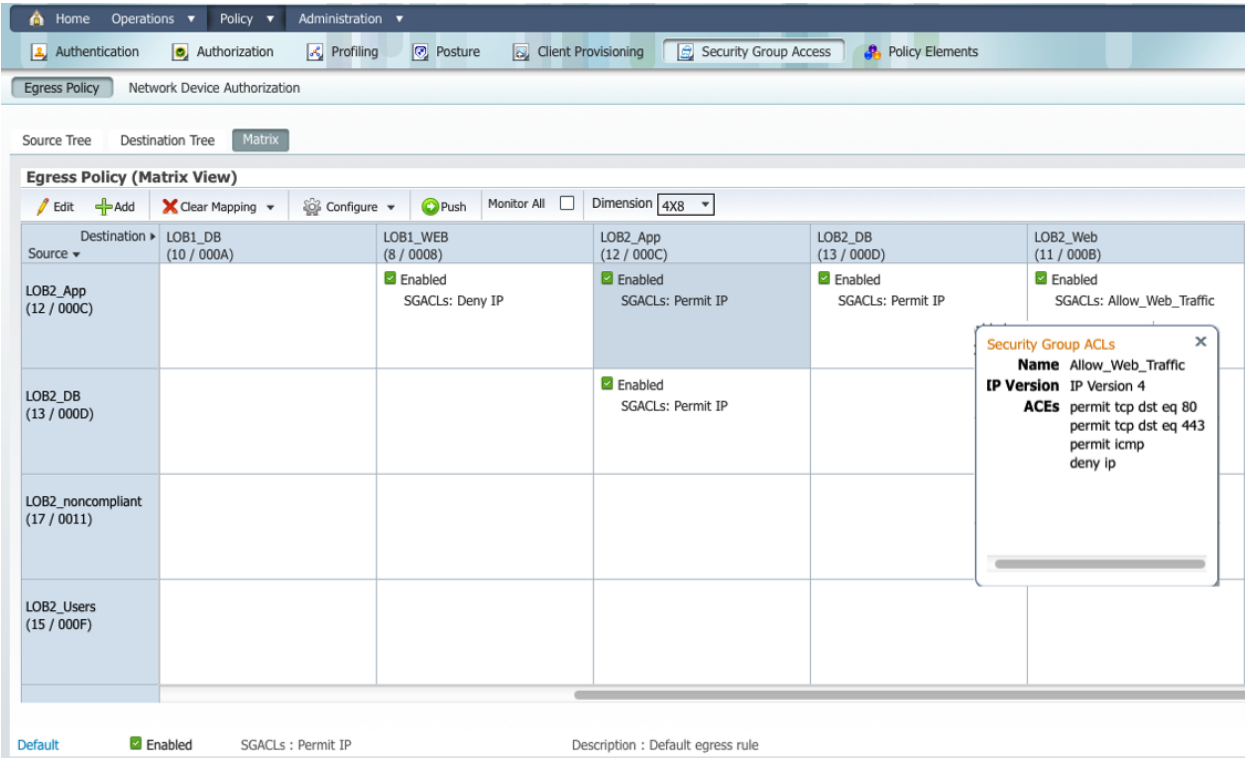 Home Operations Policy Administration
Authentication Authorization Profiling Posture Client Provisioning Security Group Access Policy Elements
Egress Policy Network Device Authorization
Source Tree Destination Tree Matrix
Egress Policy (Matrix View)
Edit Add Clear Mapping Configure Push Monitor All Dimension 4X8
Destination LOB1_DB LOB1_WEB LOB2_App LOB2_DB LOB2_Web
Source (10 / 000A) (8 / 0008) (12 / 000C) (13 / 000D) (11 / 000B)
Enabled Enabled Enabled Enabled
LOB2_App SGACLs: Deny IP SGACLs: Permit IP SGACLs: Permit IP SGACLs: Allow_Web_Traffic
(12 / 000C)
Security Group ACLs
Name Allow_Web_Traffic
IP Version IP Version 4
ACEs permit tcp dst eq 80
permit tcp dst eq 443
permit icmp
deny ip
Enabled
LOB2_DB SGACLs: Permit IP
(13 / 000D)
LOB2_noncompliant
(17 / 0011)
LOB2_Users
(15 / 000F)
Default Enabled SGACLs : Permit IP Description : Default egress rule